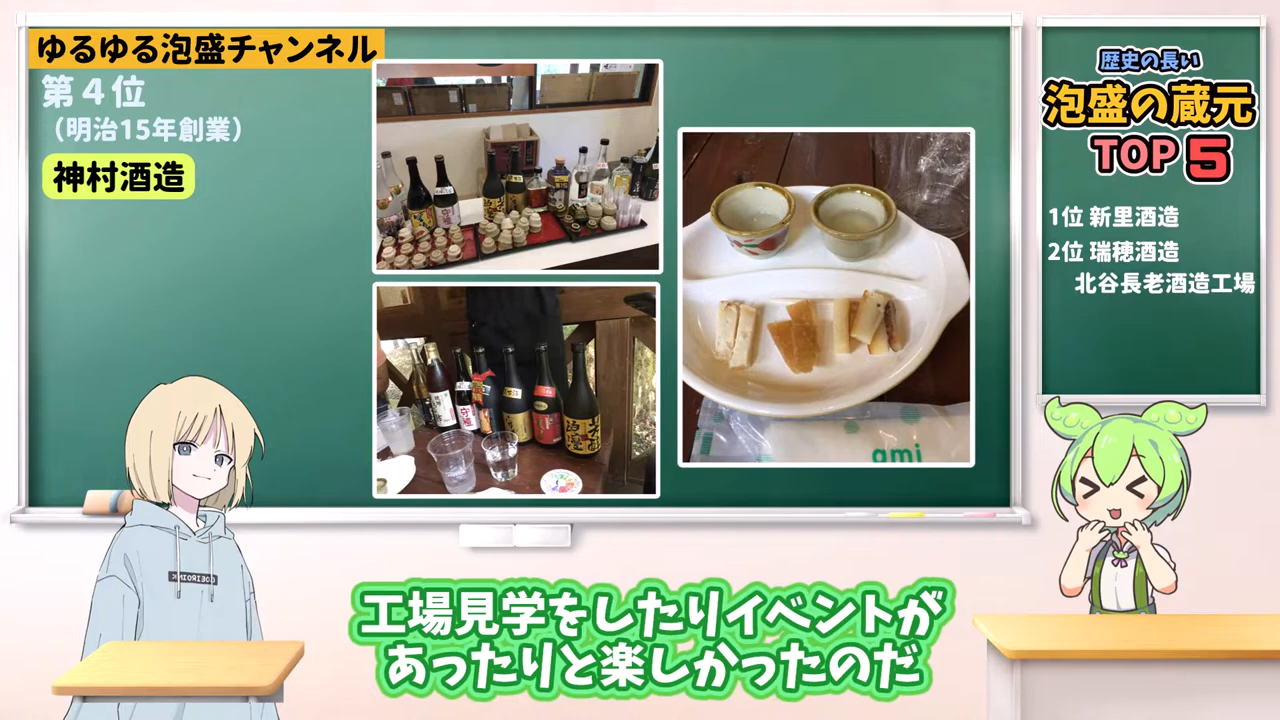 ゆるゆる泡盛チャンネル
第４位
（明治15年創業）
神村酒造
歴史の長い
泡盛の蔵元
TOP5
1位 新里酒造
2位 瑞穂酒造
北谷長老酒造工場
守禮
ami
工場見学をしたりイベントが
あったりと楽しかったのだ